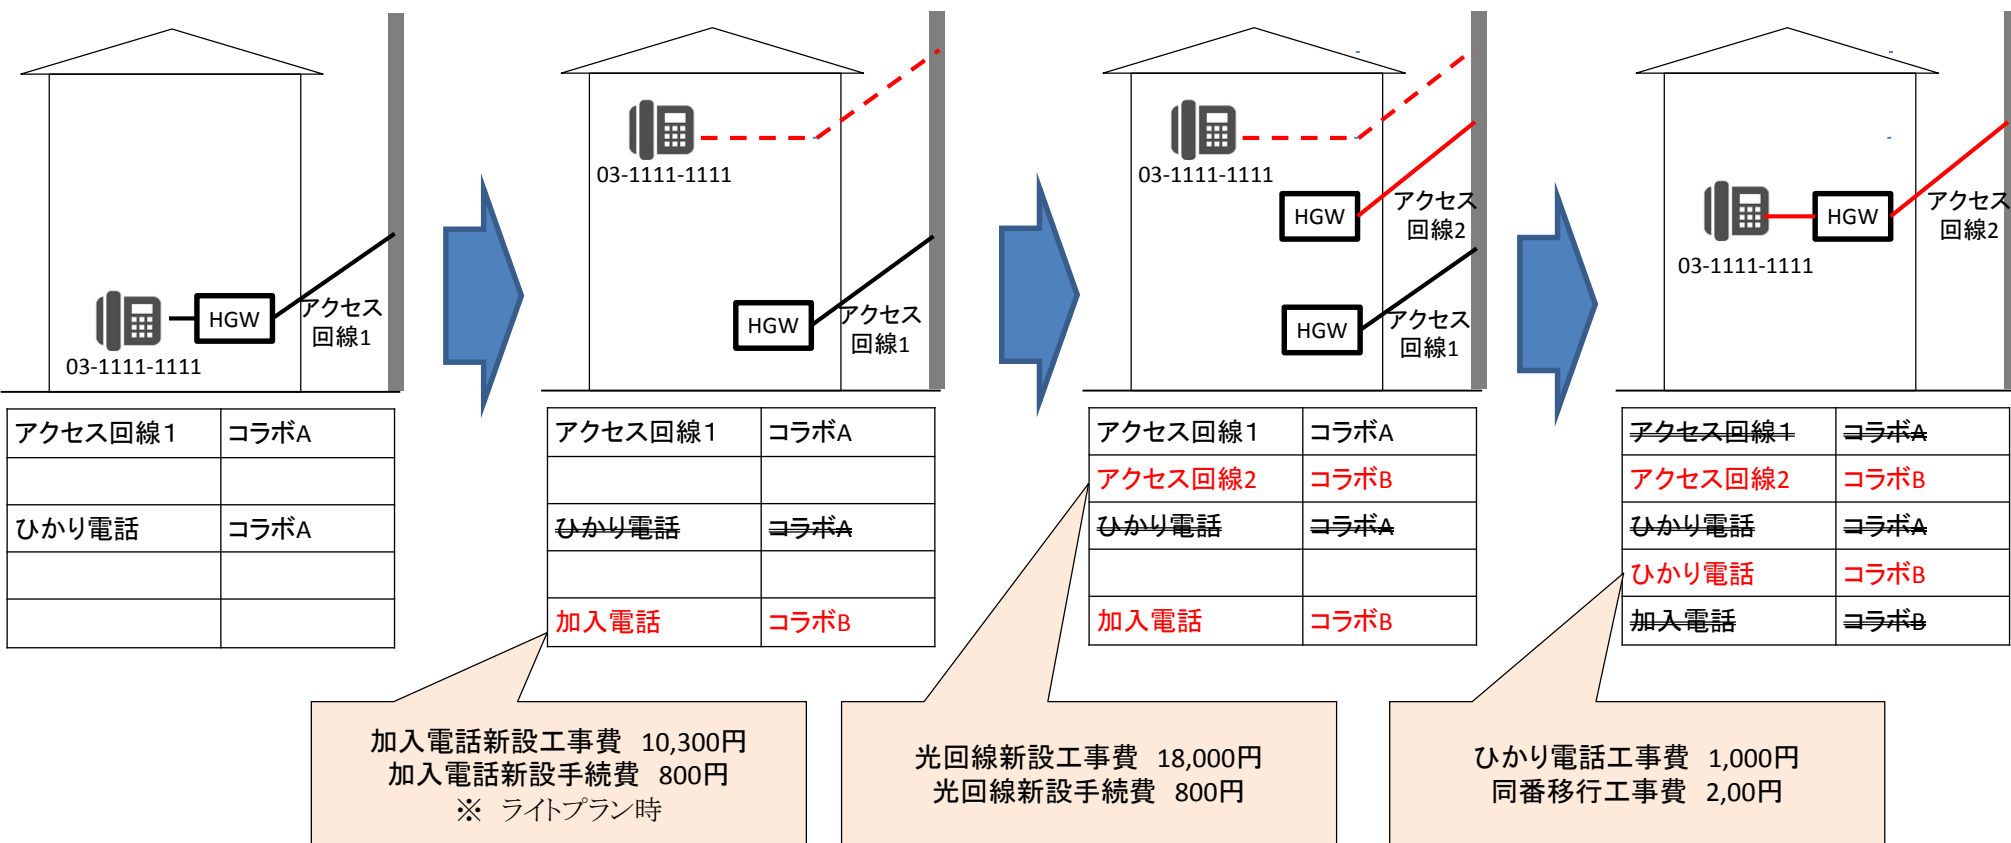 03-1111-1111
HGW
アクセス
回線1
アクセス回線1 コラボA
ひかり電話 コラボA
03-1111-1111
HGW
アクセス
回線1
アクセス回線1 コラボA
ひかり電話 コラボA
加入電話 コラボB
加入電話新設工事費 10,300円
加入電話新設手続費 800円
※ ライトプラン時
03-1111-1111
HGW
アクセス
回線2
HGW
アクセス
回線1
アクセス回線1 コラボA
アクセス回線2 コラボB
ひかり電話 コラボA
加入電話 コラボB
光回線新設工事費 18,000円
光回線新設手続費 800円
HGW
アクセス
回線2
03-1111-1111
アクセス回線1 コラボA
アクセス回線2 コラボB
ひかり電話 コラボA
ひかり電話 コラボB
加入電話 コラボB
ひかり電話工事費 1,000円
同番移行工事費 2,00円